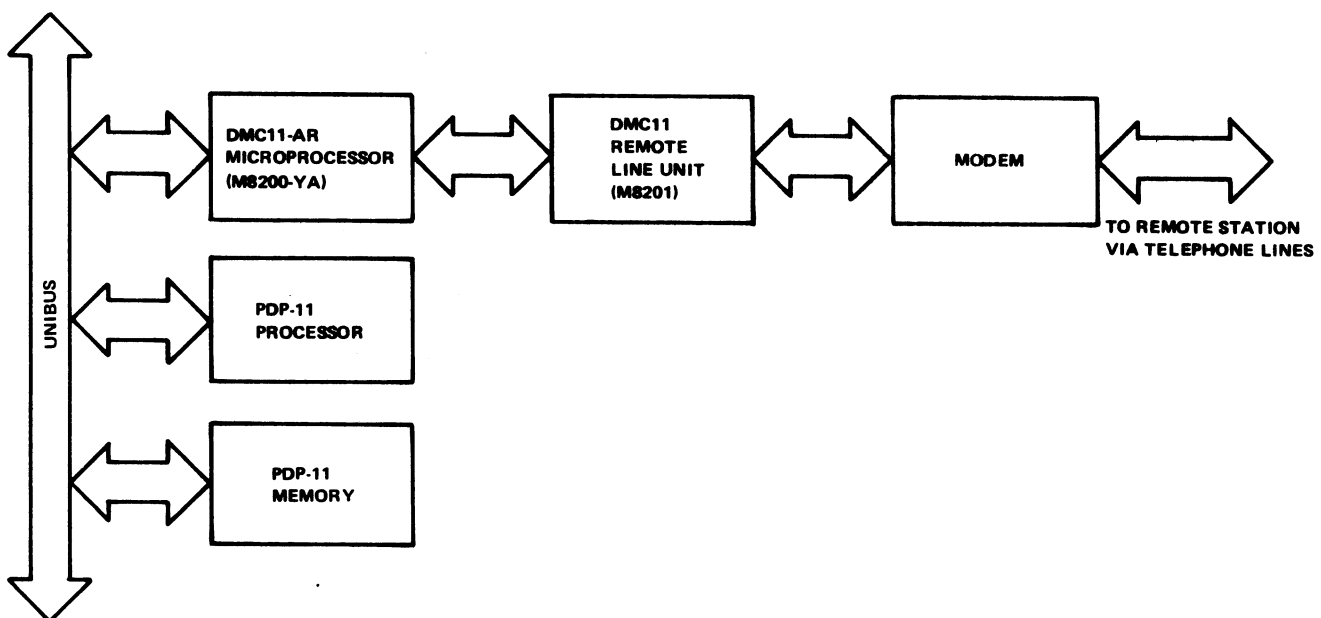 UNIBUS
DMC11-AR
MICROPROCESSOR
(M8200-YA)
DMC11
REMOTE
LINE UNIT
(M8201)
MODEM
TO REMOTE STATION
VIA TELEPHONE LINES
PDP-11
PROCESSOR
PDP-11
MEMORY